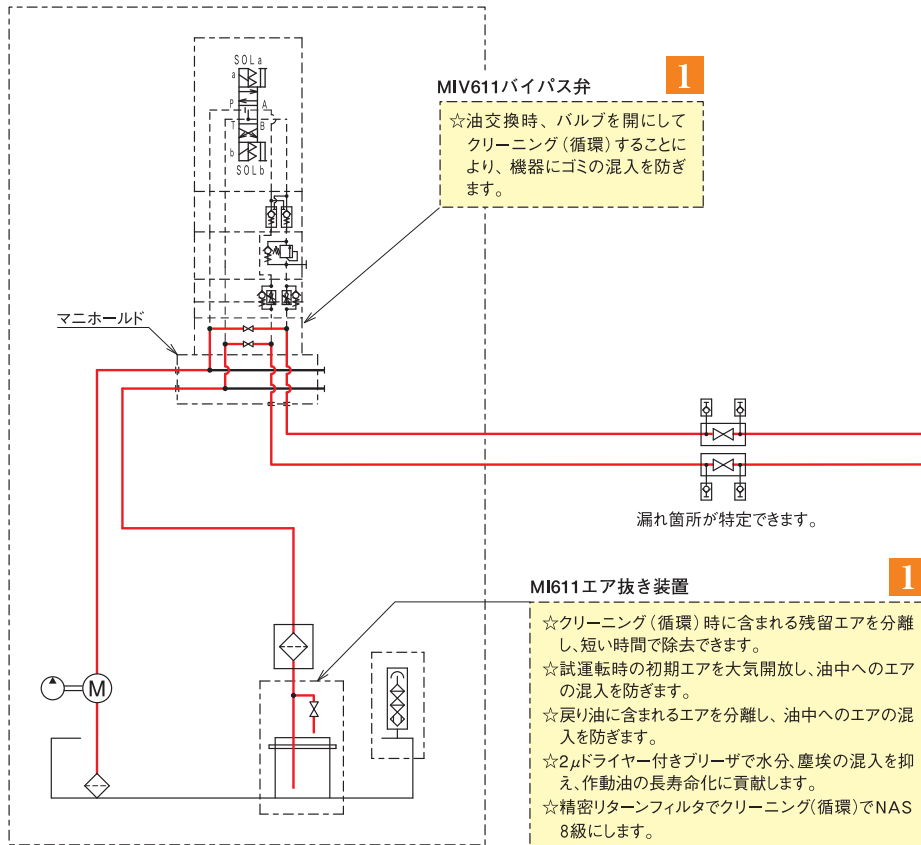 SOLa
a
P A
T B
b
SOLb
MIV611バイパス弁
1
☆油交換時、バルブを開にして
クリーニング(循環)することに
より、機器にゴミの混入を防ぎ
ます。
マニホールド
漏れ箇所が特定できます。
MI611エア抜き装置
1
☆クリーニング(循環)時に含まれる残留エアを分離
し、短い時間で除去できます。
☆試運転時の初期エアを大気開放し、油中へのエア
の混入を防ぎます。
☆戻り油に含まれるエアを分離し、油中へのエアの混
入を防ぎます。
☆2μドライヤー付きブリーザで水分、塵埃の混入を抑
え、作動油の長寿命化に貢献します。
☆精密リターンフィルタでクリーニング(循環)でNAS
8級にします。
M